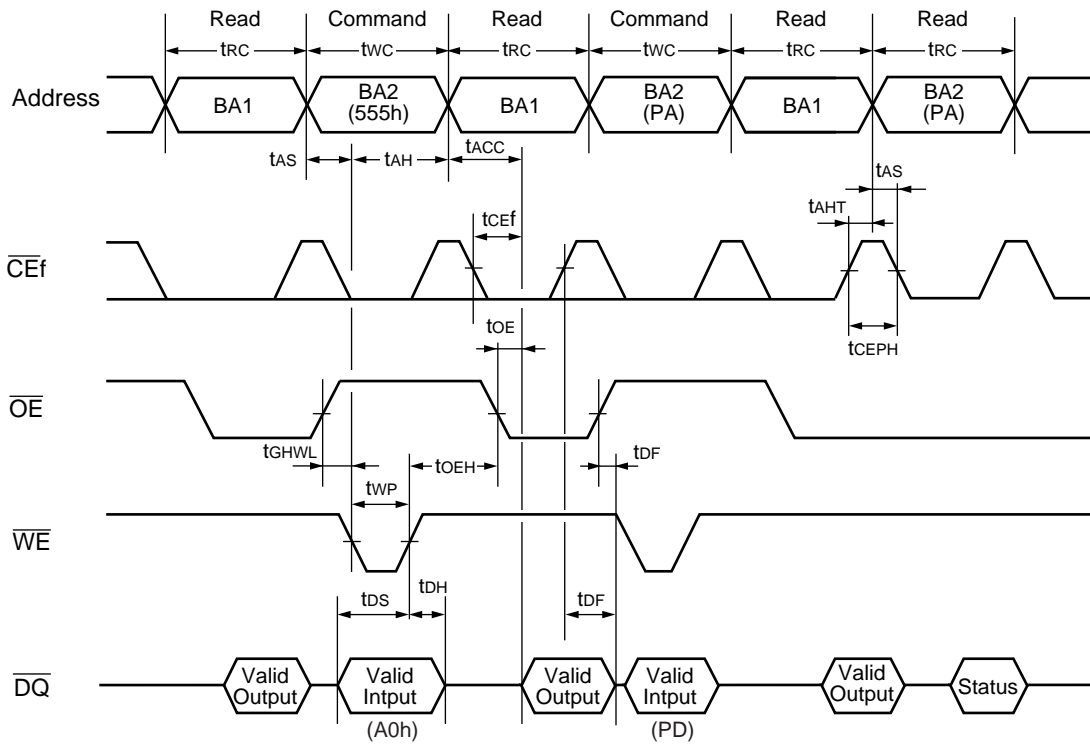 Read Command Read Command Read Read
tRC tWC tRC tWC tRC tRC
Address
BA1
BA2
(555h)
BA1
BA2
(PA)
BA1
BA2
(PA)
tAS tAH tACC tAS
tAHT
tCEf
CEf
tOE
tCEPH
OE
tGHWL
tOEH
tDF
tWP
WE
tDS tDH tDF
DQ
Valid
Output
Valid
Intput
Valid
Output
Valid
Intput
Valid
Output
Status
(A0h) (PD)